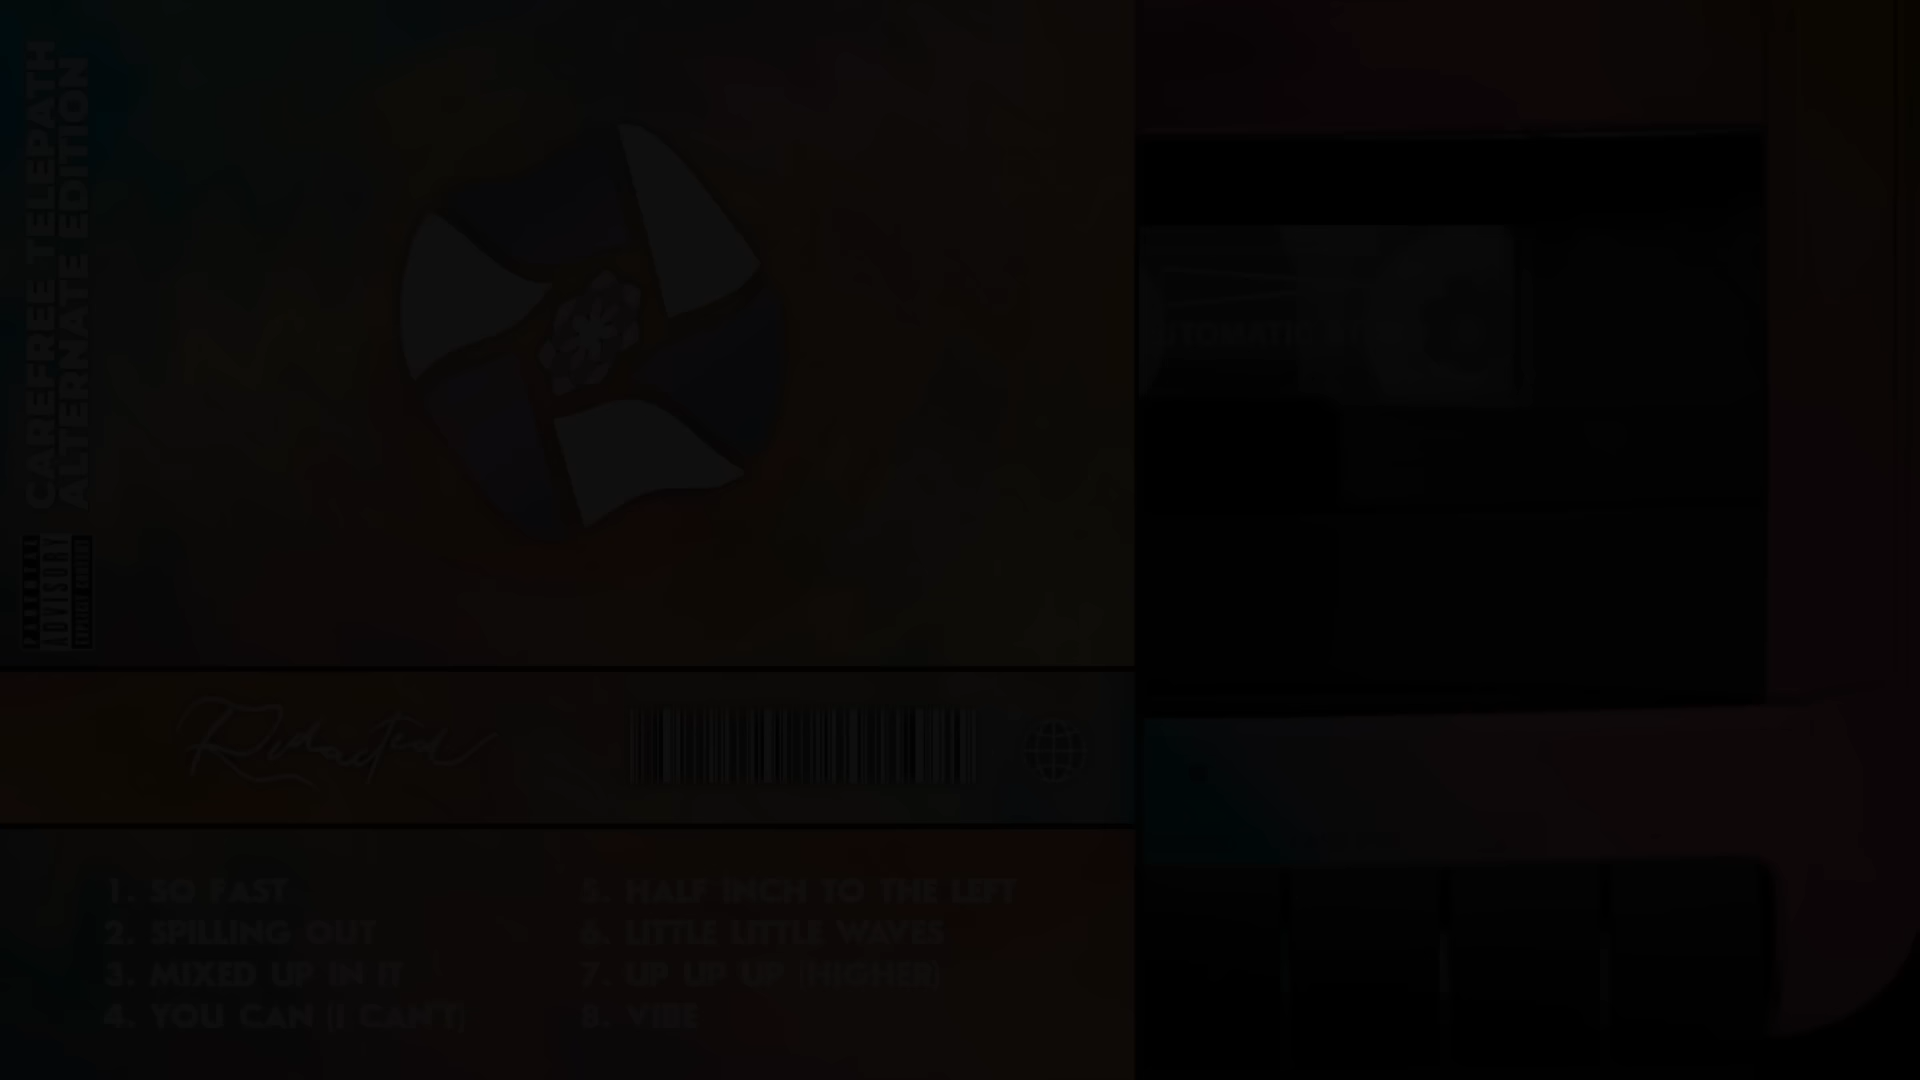 CAREFREE TELEPATH
ALTERNATE EDITION
PARENTAL
ADVISORY
EXPLICIT CONTENT
Redacted
1. SO FAST
2. SPILLING OUT
3. MIXED UP IN IT
4. YOU CAN (I CAN'T)
5. HALF INCH TO THE LEFT
6. LITTLE LITTLE WAVES
7. UP UP UP (HIGHER)
8. VIBE